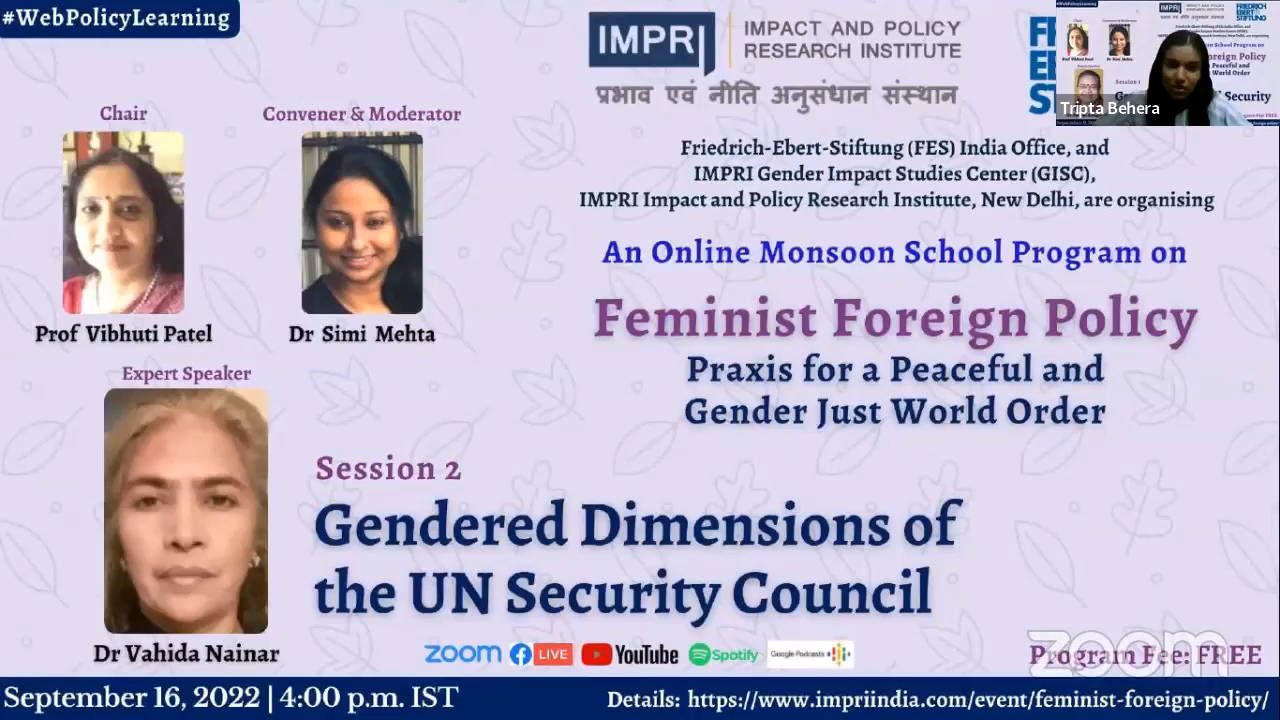 #WebPolicyLearning
IMPRI
IMPACT AND POLICY
RESEARCH INSTITUTE
प्रभाव एवं नीति अनुसंधान संस्थान
Tripta Behera
Chair
Convener & Moderator
Prof Vibhuti Patel
Dr Simi Mehta
Expert Speaker
Dr Vahida Nainar
Friedrich-Ebert-Stiftung (FES) India Office, and
IMPRI Gender Impact Studies Center (GISC),
IMPRI Impact and Policy Research Institute, New Delhi, are organising
An Online Monsoon School Program on
Feminist Foreign Policy
Praxis for a Peaceful and
Gender Just World Order
Session 2
Gendered Dimensions of
the UN Security Council
zoom
LIVE
YouTube
Spotify
Google Podcasts
zoom
Program Fee: FREE
September 16, 2022 | 4:00 p.m. IST
Details: https://www.impriindia.com/event/feminist-foreign-policy/